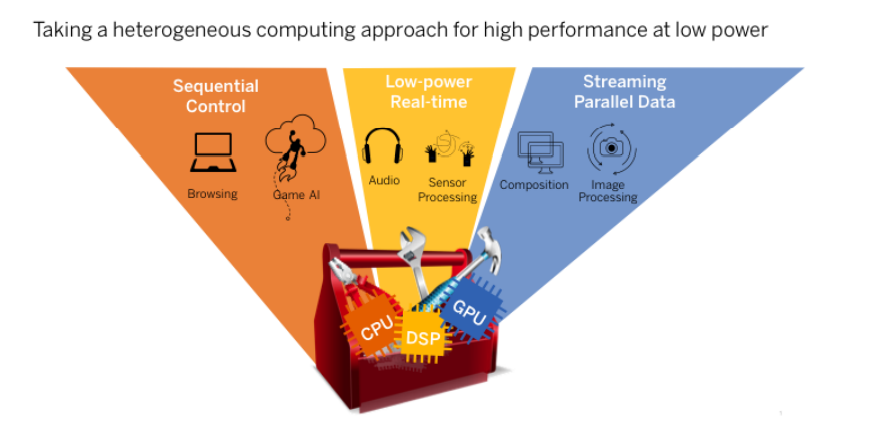 Taking a heterogeneous computing approach for high performance at low power
Sequential
Control
Low-power
Real-time
Streaming
Parallel Data
Browsing
Game AI
Audio
Sensor
Processing
Composition
Image
Processing
CPU
DSP
GPU